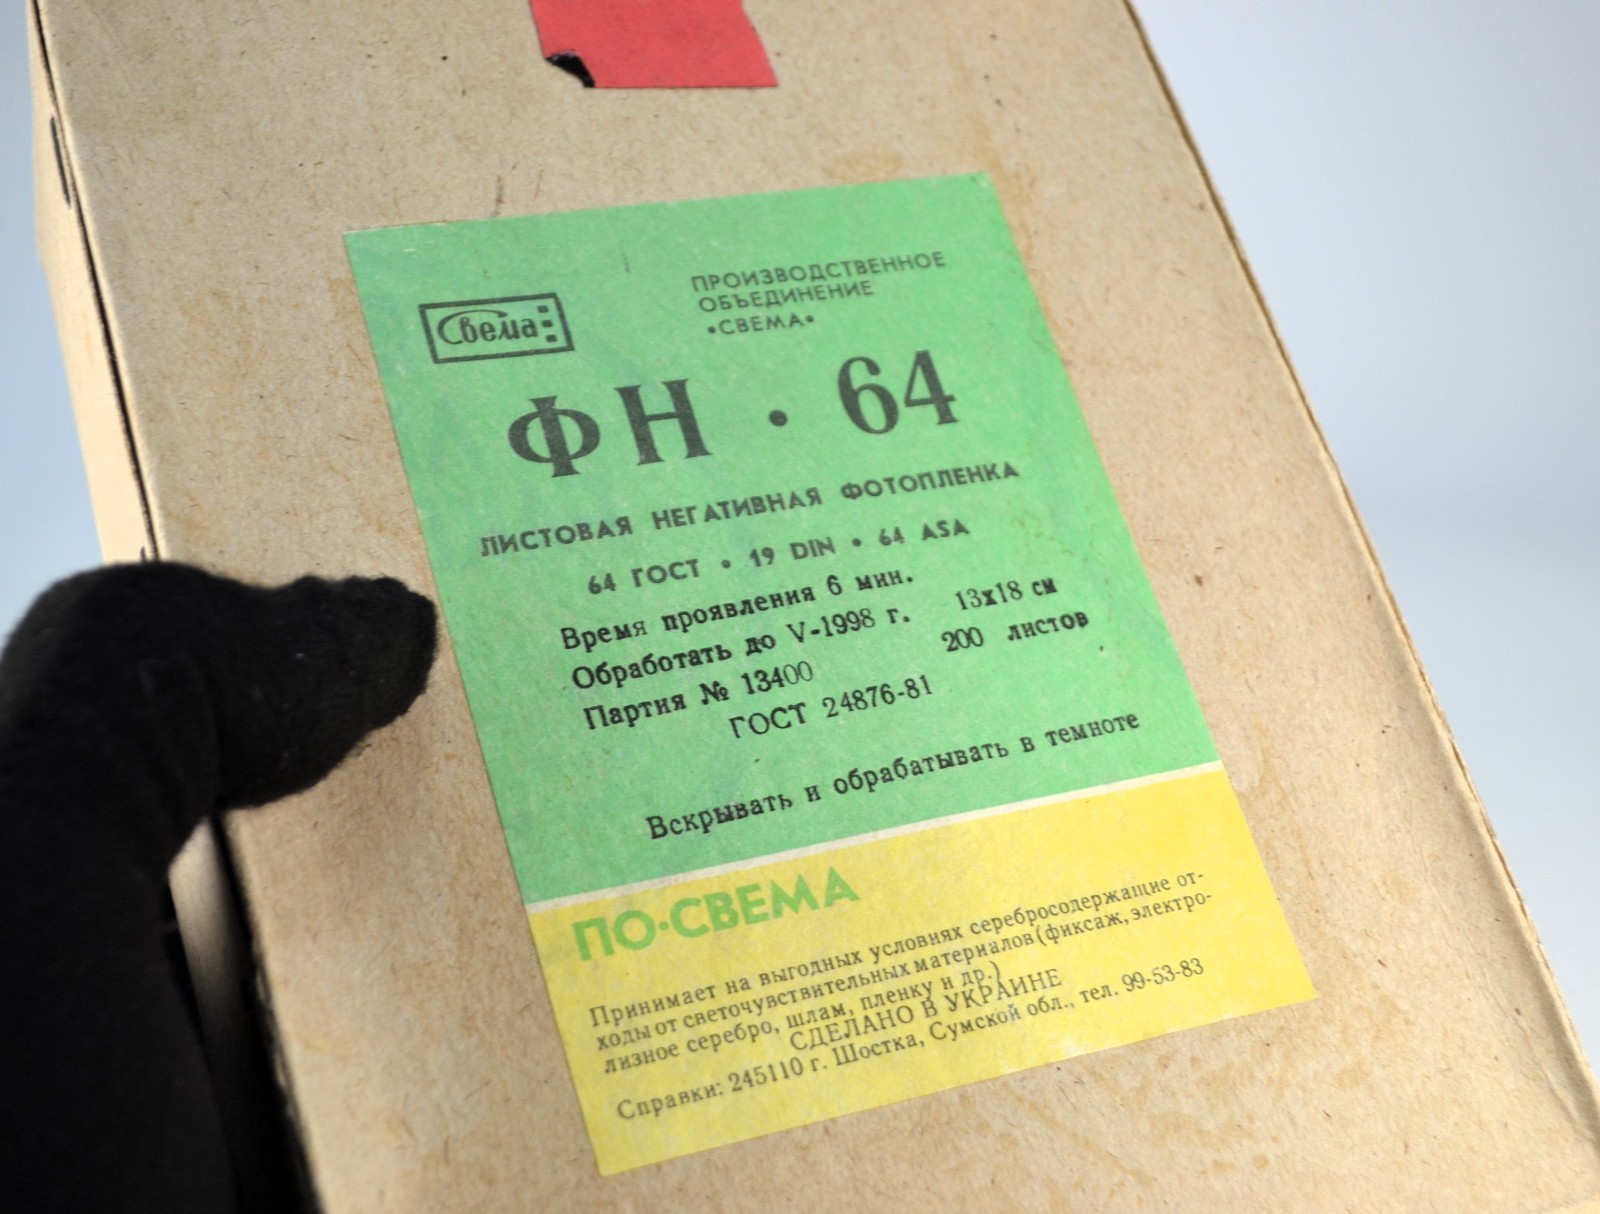 Свема
ПРОИЗВОДСТВЕННОЕ
ОБЪЕДИНЕНИЕ
•СВЕМА•
ФН · 64
ЛИСТОВАЯ НЕГАТИВНАЯ ФОТОПЛЕНКА
64 ГОСТ • 19 DIN • 64 ASA
Время проявления 6 мин.
Обработать до V-1998 г. 13х18 см
Партия № 13400 200 листов
ГОСТ 24876-81
Вскрывать и обрабатывать в темноте
ПО·СВЕМА
Принимает на выгодных условиях серебросодержащие от-
ходы от светочувствительных материалов (фиксаж, электро-
лизное серебро, шлам, пленку и др.)
СДЕЛАНО В УКРАИНЕ
Справки: 245110 г. Шостка, Сумской обл., тел. 99-53-83